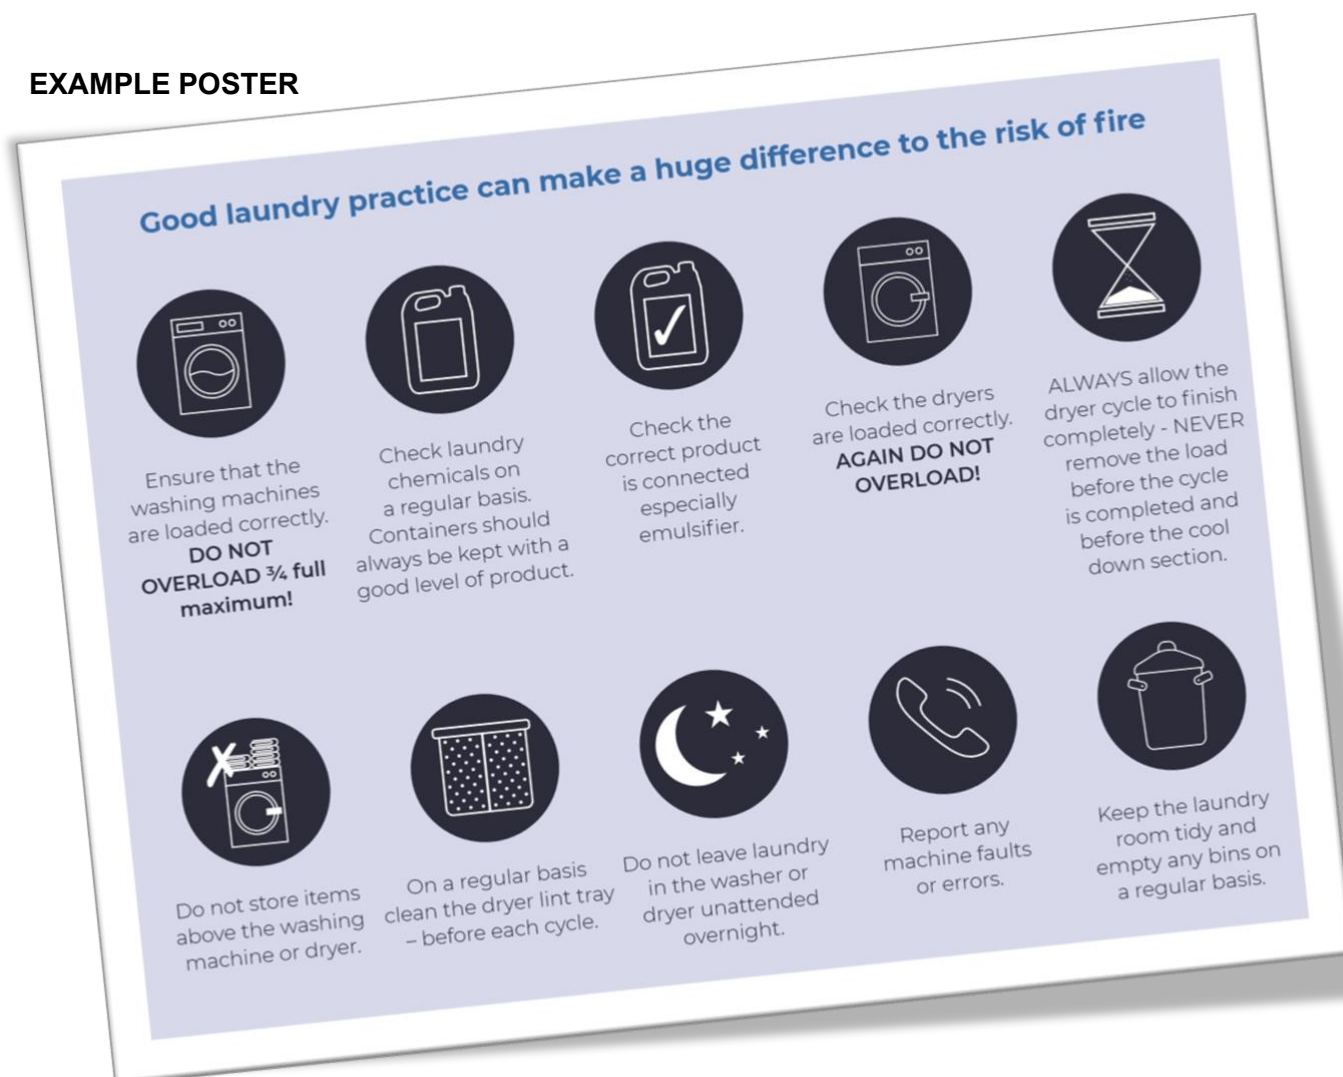 EXAMPLE POSTER
Good laundry practice can make a huge difference to the risk of fire
Ensure that the
washing machines
are loaded correctly.
DO NOT
OVERLOAD ¾ full
maximum!
Check laundry
chemicals on
a regular basis.
Containers should
always be kept with a
good level of product.
Check the
correct product
is connected
especially
emulsifier.
Check the dryers
are loaded correctly.
AGAIN DO NOT
OVERLOAD!
ALWAYS allow the
dryer cycle to finish
completely - NEVER
remove the load
before the cycle
is completed and
before the cool
down section.
Do not store items
above the washing
machine or dryer.
On a regular basis
clean the dryer lint tray
– before each cycle.
Do not leave laundry
in the washer or
dryer unattended
overnight.
Report any
machine faults
or errors.
Keep the laundry
room tidy and
empty any bins on
a regular basis.